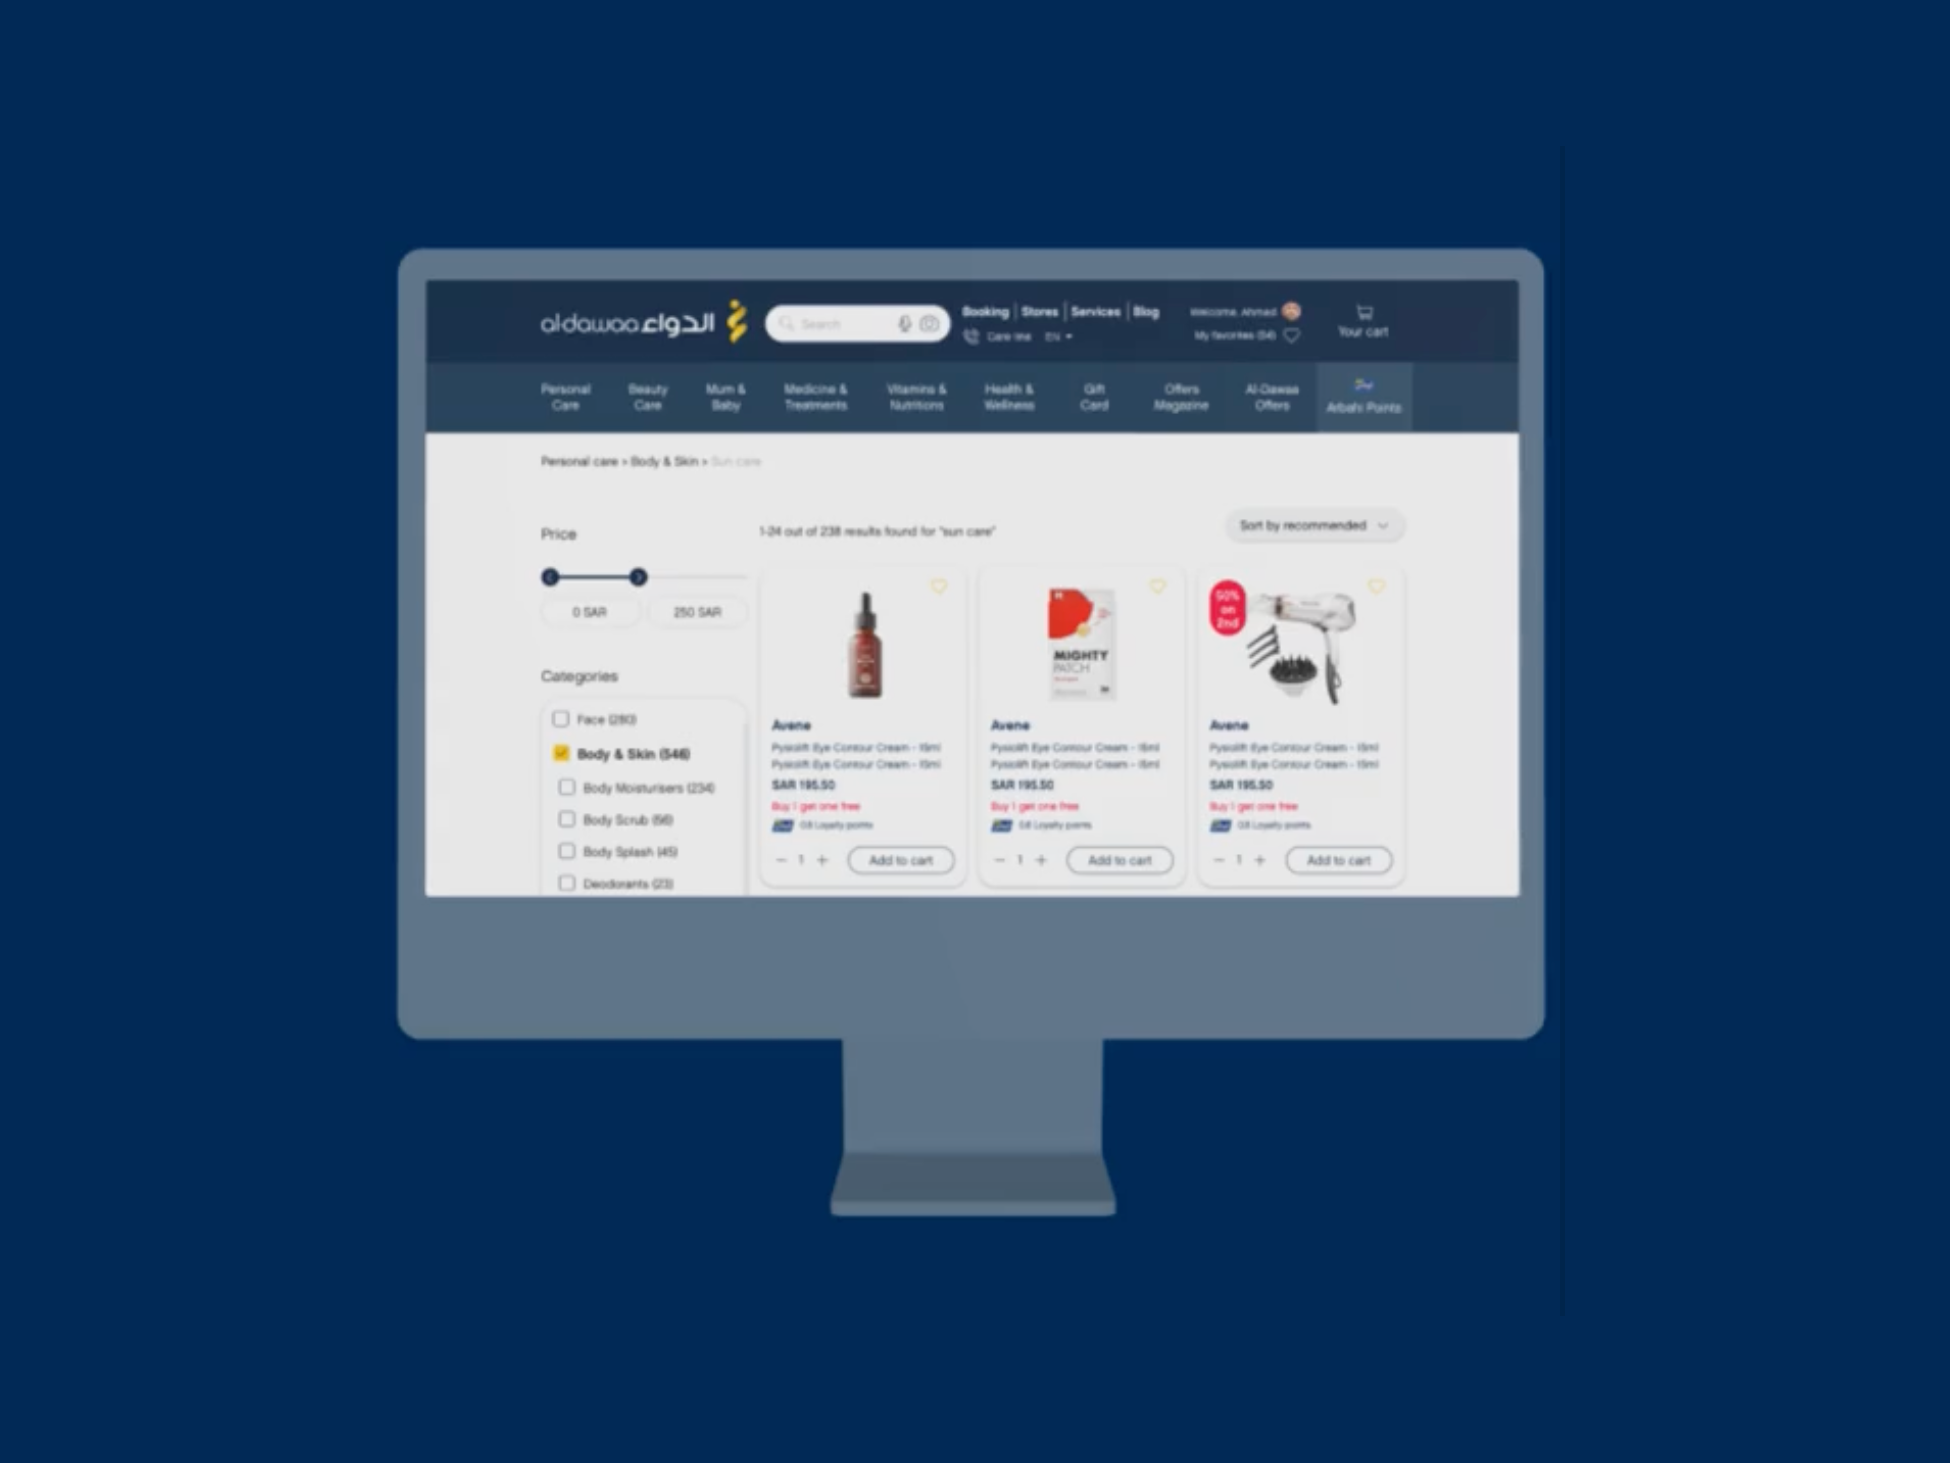 aldawaa الدواء
Search
Booking | Stores | Services | Blog
Care line EN
Welcome, Ahmed
My favorites (04)
Your cart
Personal Care
Beauty Care
Mum & Baby
Medicine & Treatments
Vitamins & Nutritions
Health & Wellness
Gift Card
Offers Magazine
Al-Dawaa Offers
Arbahi Points
Personal care > Body & Skin > Sun care
Price
0 SAR
250 SAR
Categories
Face (280)
Body & Skin (546)
Body Moisturisers (234)
Body Scrub (56)
Body Splash (45)
Deodorants (23)
1-24 out of 238 results found for "sun care"
Sort by recommended
Avene
Pysiolift Eye Contour Cream - 15ml
Pysiolift Eye Contour Cream - 15ml
SAR 195.50
Buy 1 get one free
Loyalty points
1
Add to cart
MIGHTY
PATCH
Avene
Pysiolift Eye Contour Cream - 15ml
Pysiolift Eye Contour Cream - 15ml
SAR 195.50
Buy 1 get one free
Loyalty points
1
Add to cart
50%
on
2nd
Avene
Pysiolift Eye Contour Cream - 15ml
Pysiolift Eye Contour Cream - 15ml
SAR 195.50
Buy 1 get one free
Loyalty points
1
Add to cart